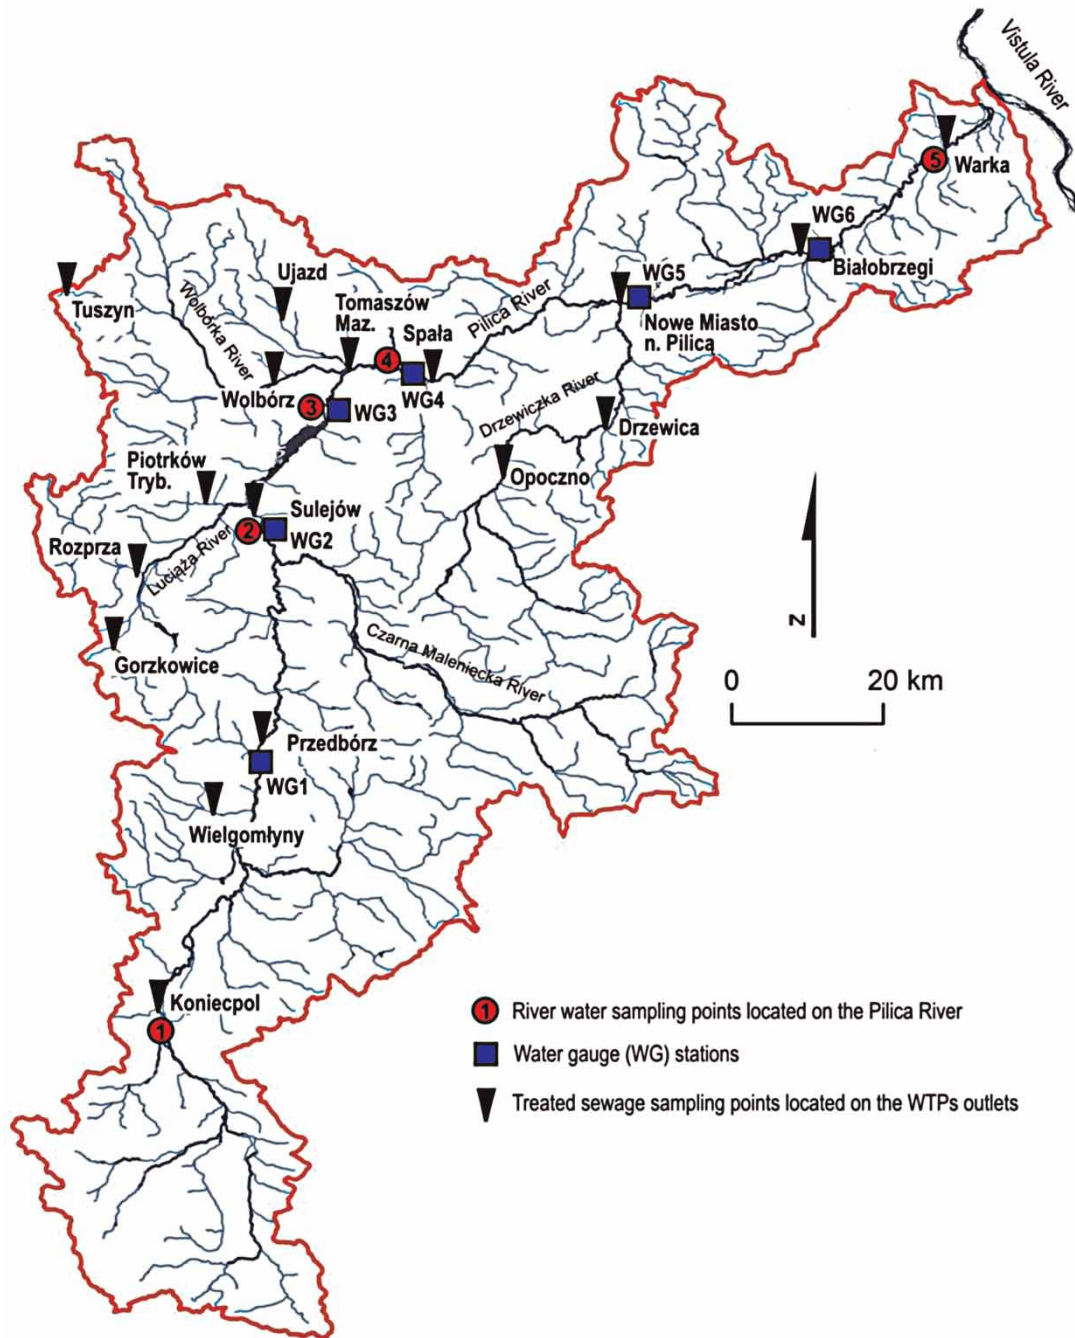 Vistula River
5
Warka
WG6
Białobrzegi
WG5
Nowe Miasto
n. Pilicą
Ujazd
Tuszyn
Wolbórka River
Tomaszów
Maz.
Pilica River
Spała
4
WG4
Wolbórz
3
WG3
Drzewiczka River
Drzewica
Piotrków
Tryb.
Opoczno
Sulejów
2
WG2
Rozprza
Luciąża River
Gorzkowice
Czarna Maleniecka River
N
0 20 km
Przedbórz
WG1
Wielgomłyny
Koniecpol
1
1 River water sampling points located on the Pilica River
Water gauge (WG) stations
Treated sewage sampling points located on the WTPs outlets